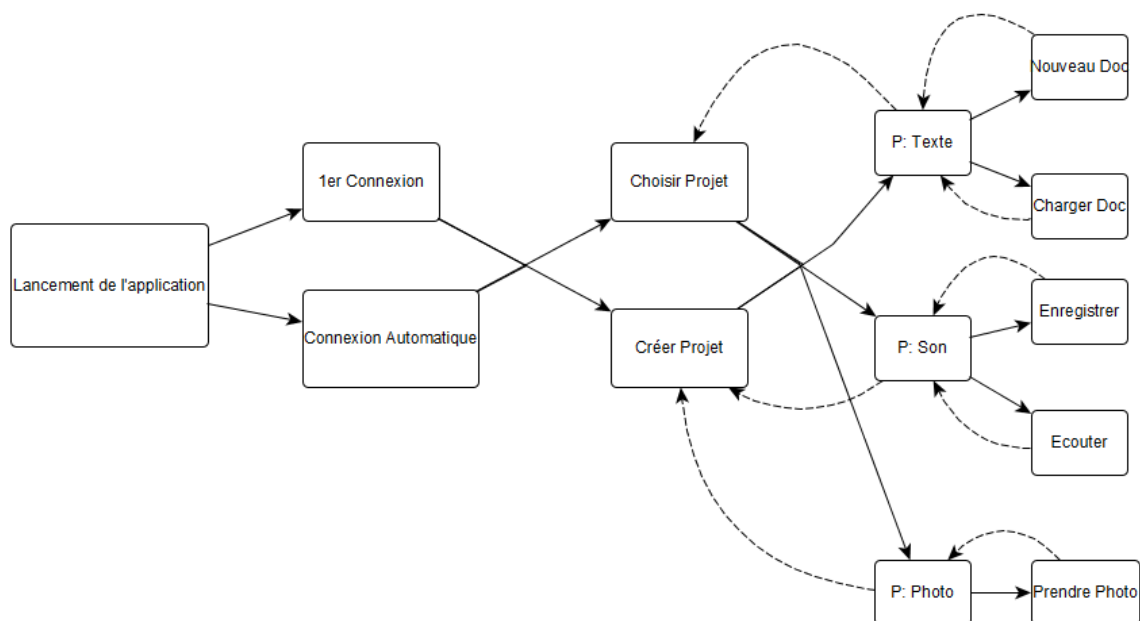 Lancement de l'application
1er Connexion
Connexion Automatique
Choisir Projet
Créer Projet
P: Texte
P: Son
P: Photo
Nouveau Doc
Charger Doc
Enregistrer
Ecouter
Prendre Photo